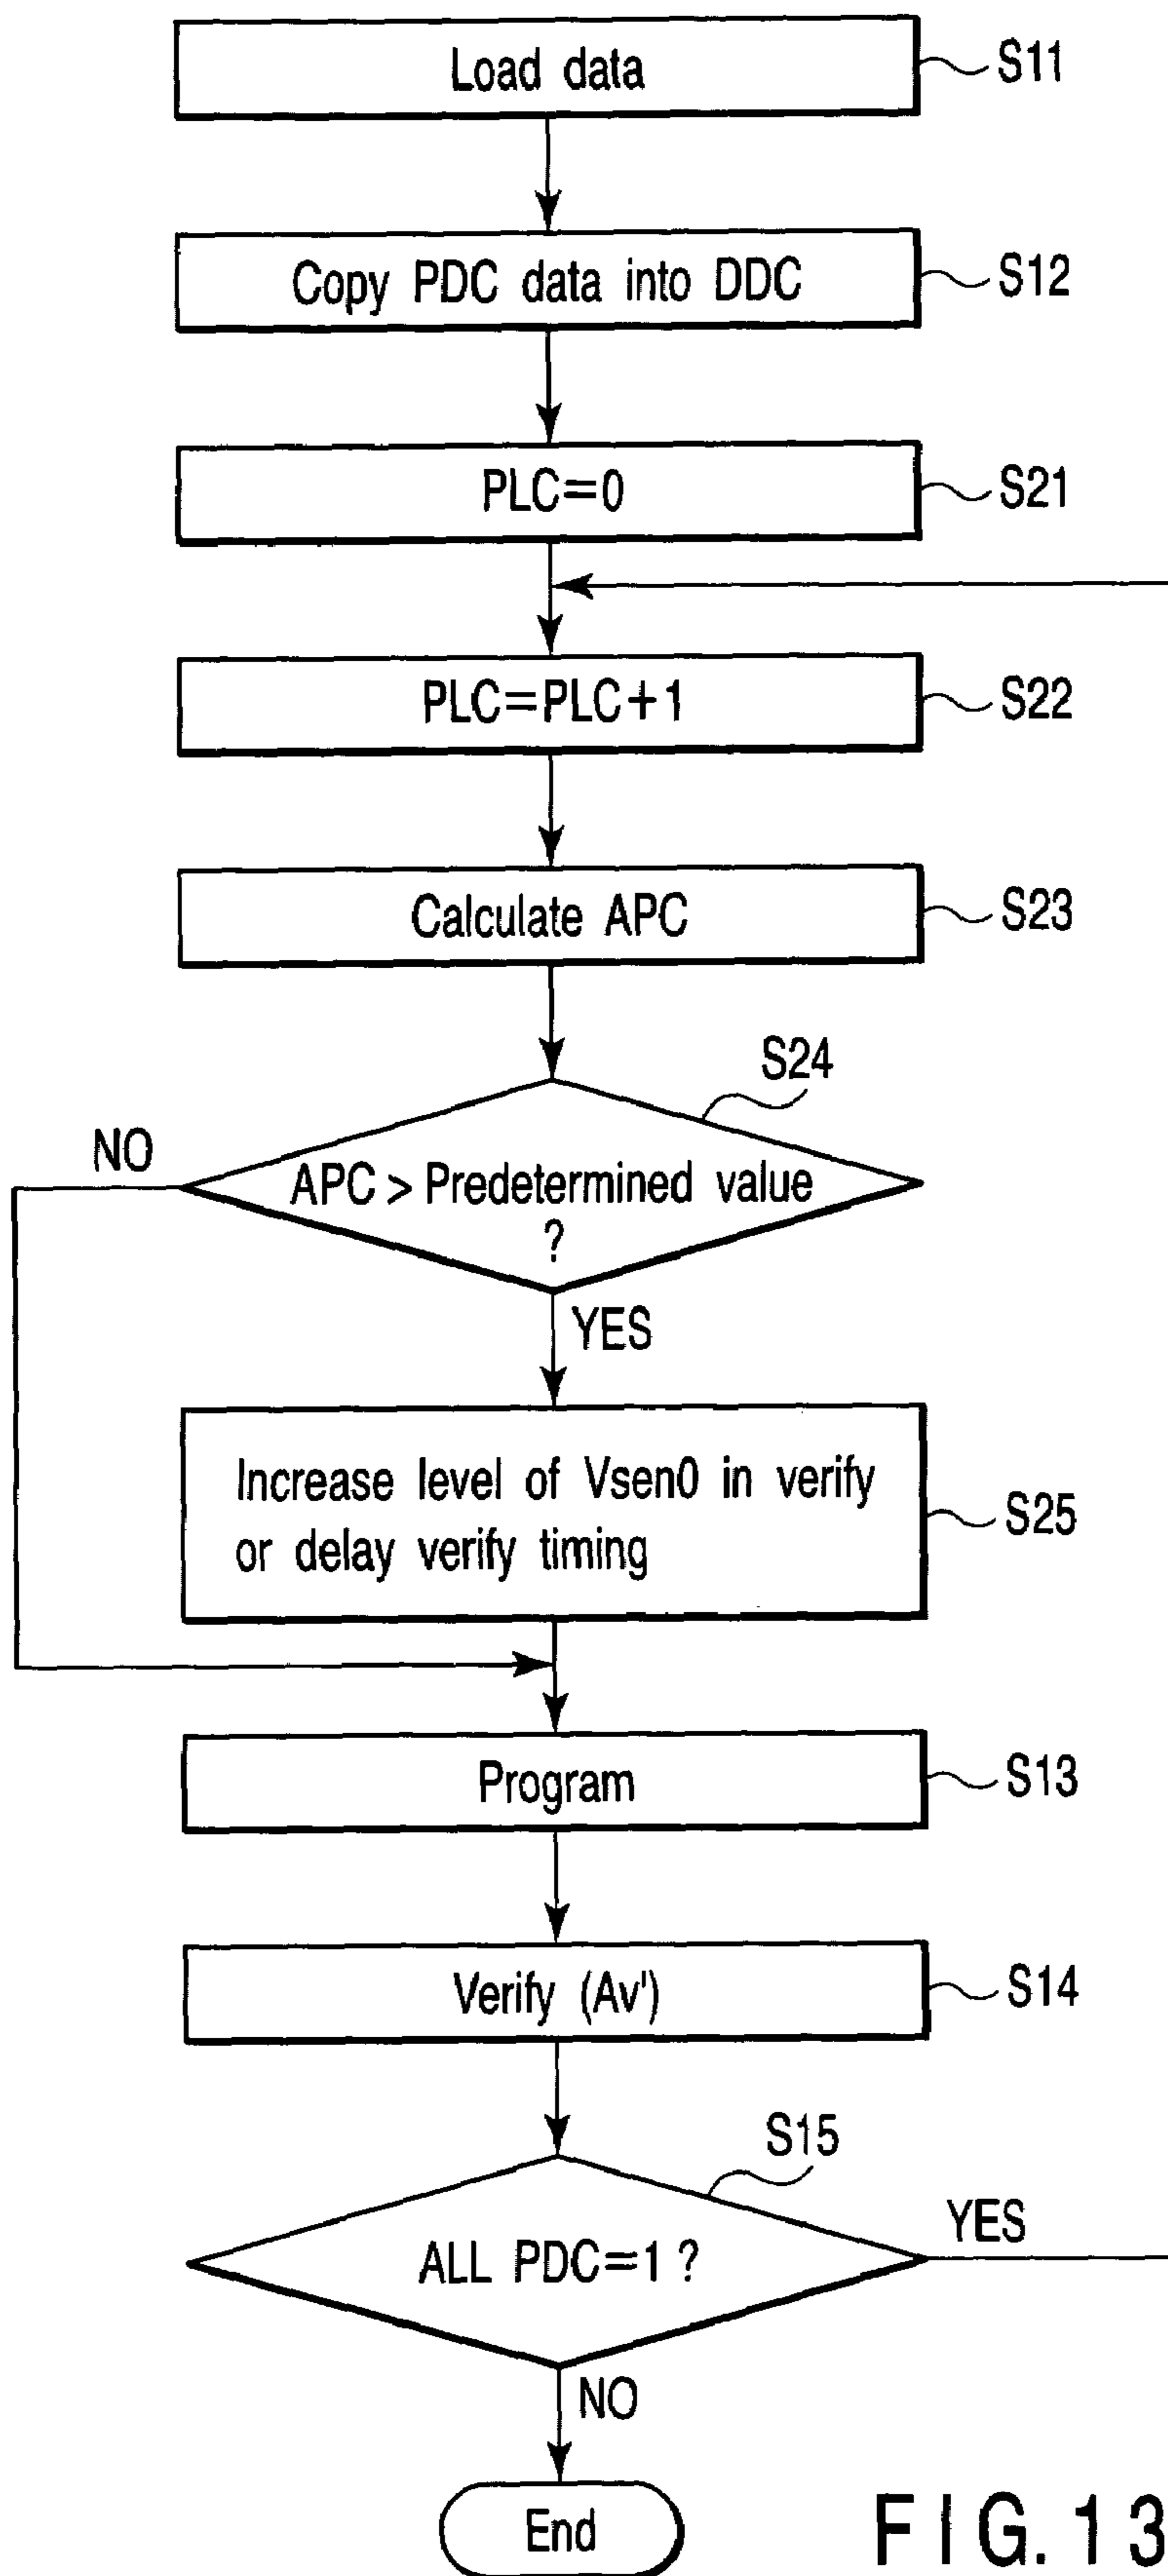 Load data
S11
Copy PDC data into DDC
S12
PLC=0
S21
PLC=PLC+1
S22
Calculate APC
S23
S24
NO
APC > Predetermined value
?
YES
Increase level of Vsen0 in verify
or delay verify timing
S25
Program
S13
Verify (Av')
S14
S15
ALL PDC=1 ?
YES
NO
End
FIG. 13